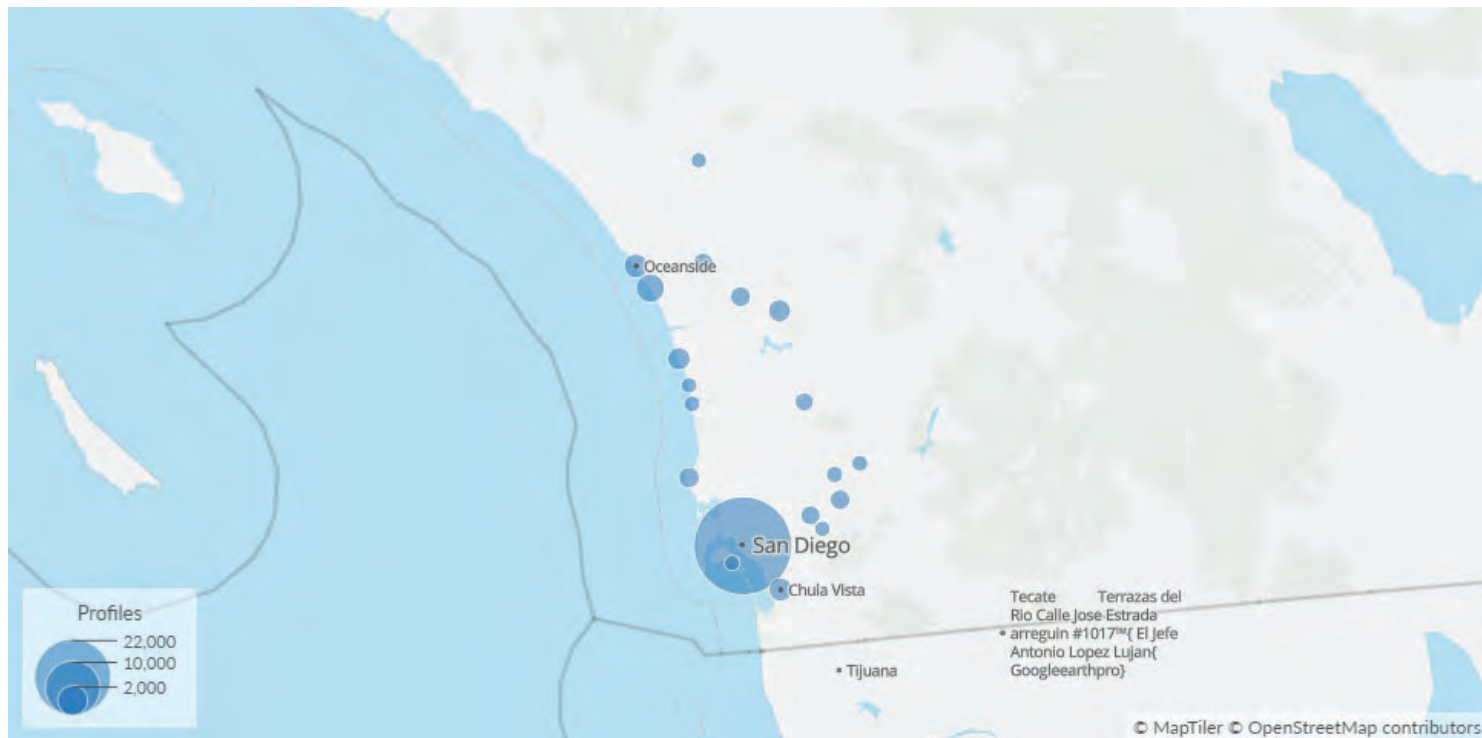 Oceanside
San Diego
Chula Vista
Tecate Terrazas del
Rio Calle Jose Estrada
arreguin #1017™{ El Jefe
Antonio Lopez Lujan{
Googleearthpro}
Tijuana
Profiles
22,000
10,000
2,000
© MapTiler © OpenStreetMap contributors